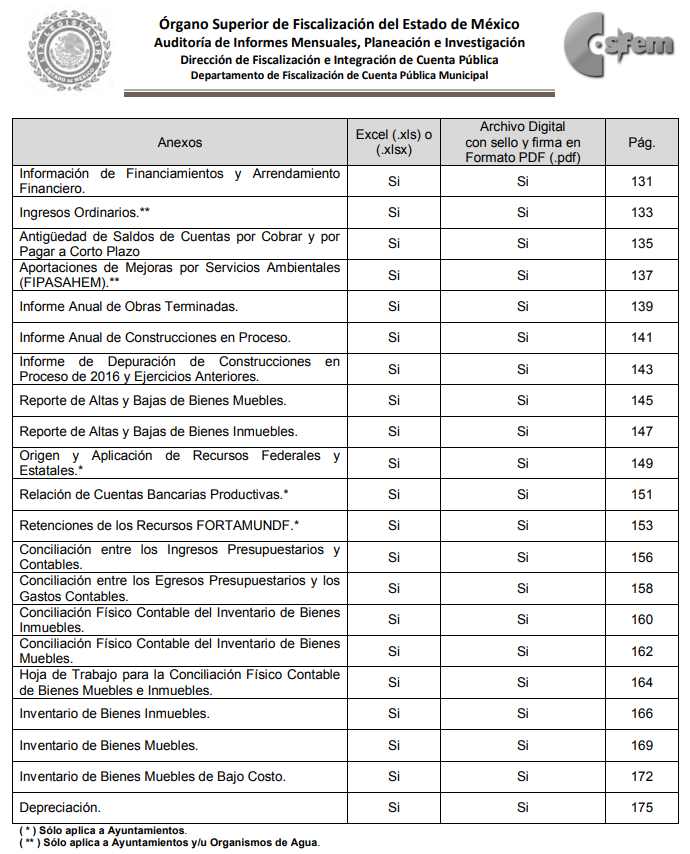 Órgano Superior de Fiscalización del Estado de México
Auditoría de Informes Mensuales, Planeación e Investigación
Dirección de Fiscalización e Integración de Cuenta Pública
Departamento de Fiscalización de Cuenta Pública Municipal
osfem
Anexos
Excel (.xls) o
(.xlsx)
Archivo Digital
con sello y firma en
Formato PDF (.pdf)
Pág.
Información de Financiamientos y Arrendamiento
Financiero.
Si Si 131
Ingresos Ordinarios.** Si Si 133
Antigüedad de Saldos de Cuentas por Cobrar y por
Pagar a Corto Plazo
Si Si 135
Aportaciones de Mejoras por Servicios Ambientales
(FIPASAHEM).**
Si Si 137
Informe Anual de Obras Terminadas. Si Si 139
Informe Anual de Construcciones en Proceso. Si Si 141
Informe de Depuración de Construcciones en
Proceso de 2016 y Ejercicios Anteriores.
Si Si 143
Reporte de Altas y Bajas de Bienes Muebles. Si Si 145
Reporte de Altas y Bajas de Bienes Inmuebles. Si Si 147
Origen y Aplicación de Recursos Federales y
Estatales.*
Si Si 149
Relación de Cuentas Bancarias Productivas.* Si Si 151
Retenciones de los Recursos FORTAMUNDF.* Si Si 153
Conciliación entre los Ingresos Presupuestarios y
Contables.
Si Si 156
Conciliación entre los Egresos Presupuestarios y los
Gastos Contables.
Si Si 158
Conciliación Físico Contable del Inventario de Bienes
Inmuebles.
Si Si 160
Conciliación Físico Contable del Inventario de Bienes
Muebles.
Si Si 162
Hoja de Trabajo para la Conciliación Físico Contable
de Bienes Muebles e Inmuebles.
Si Si 164
Inventario de Bienes Inmuebles. Si Si 166
Inventario de Bienes Muebles. Si Si 169
Inventario de Bienes Muebles de Bajo Costo. Si Si 172
Depreciación. Si Si 175
( * ) Sólo aplica a Ayuntamientos.
( ** ) Sólo aplica a Ayuntamientos y/u Organismos de Agua.